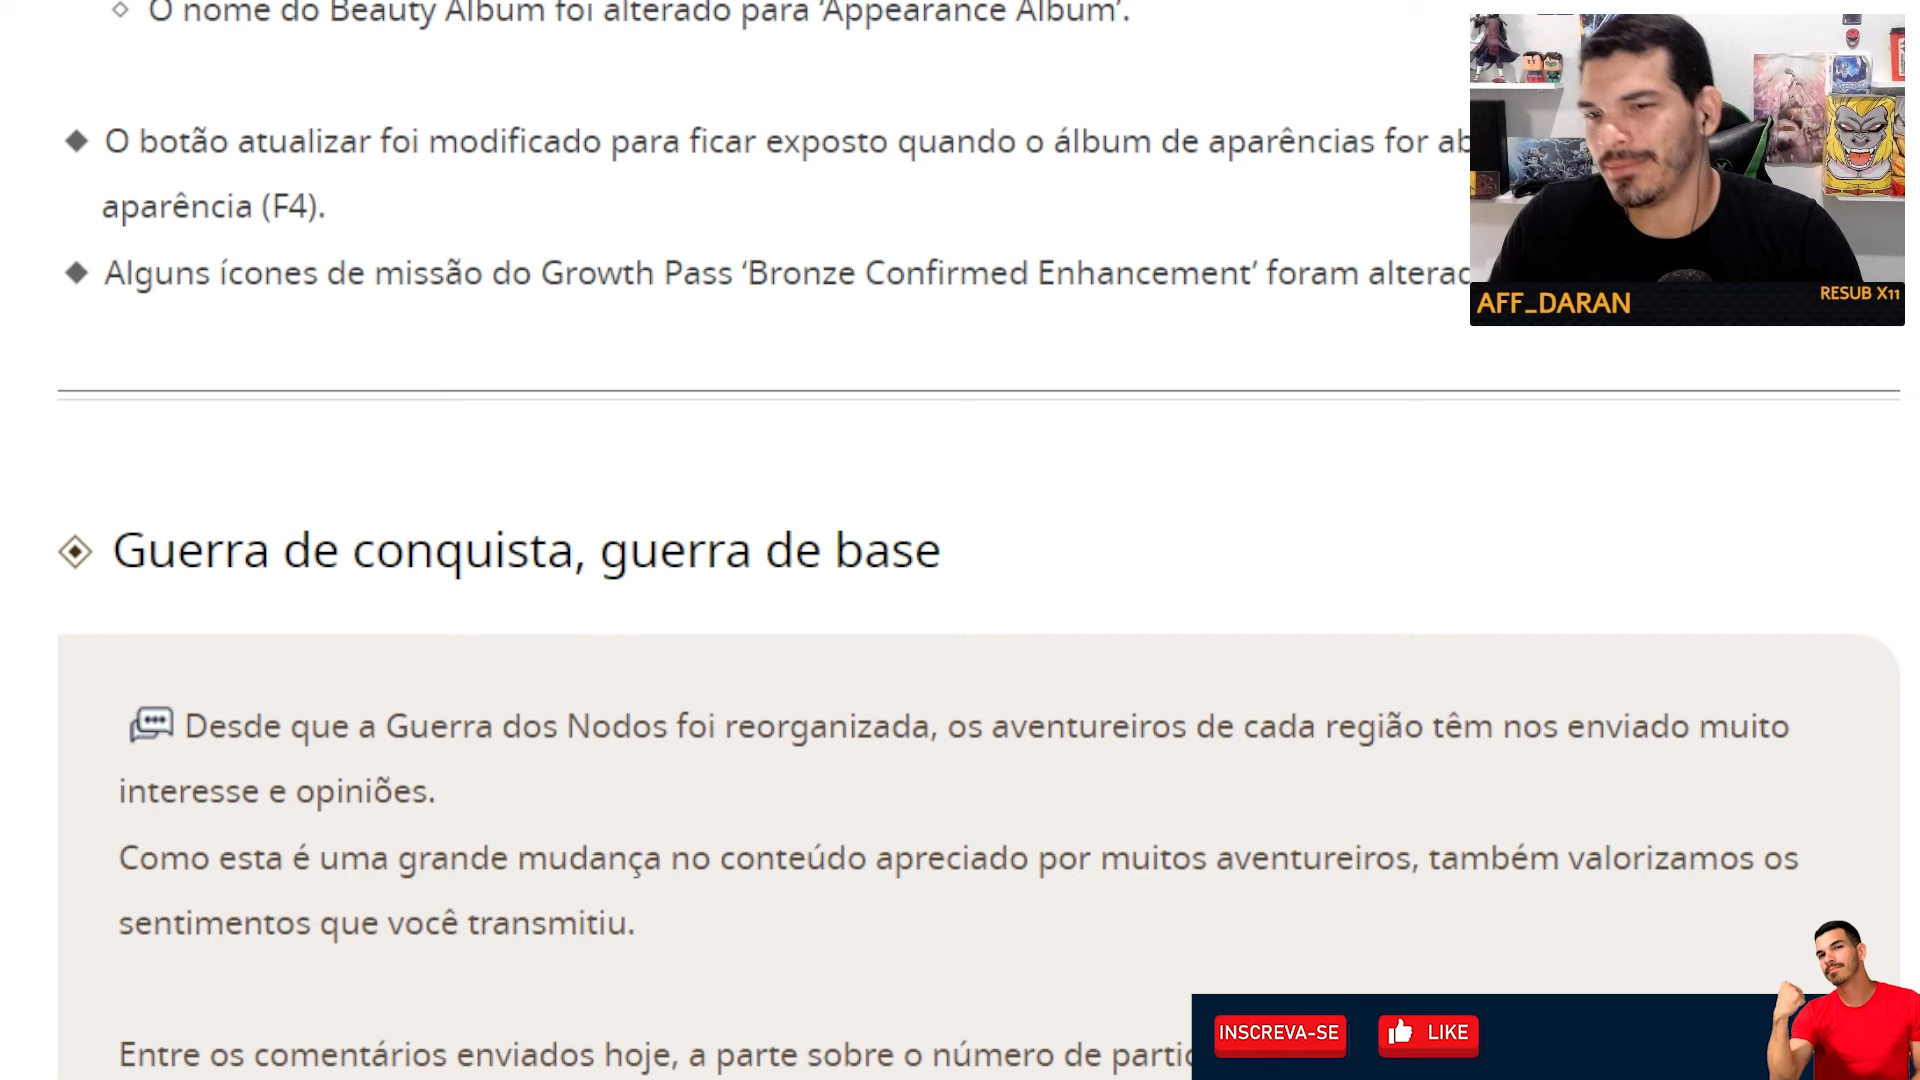 O nome do Beauty Album foi alterado para ‘Appearance Album’.
O botão atualizar foi modificado para ficar exposto quando o álbum de aparências for
aparência (F4).
Alguns ícones de missão do Growth Pass ‘Bronze Confirmed Enhancement’ foram
AFF_DARAN
RESUB X11
Guerra de conquista, guerra de base
Desde que a Guerra dos Nodos foi reorganizada, os aventureiros de cada região têm nos enviado muito
interesse e opiniões.
Como esta é uma grande mudança no conteúdo apreciado por muitos aventureiros, também valorizamos os
sentimentos que você transmitiu.
Entre os comentários enviados hoje, a parte sobre o número de
INSCREVA-SE
LIKE